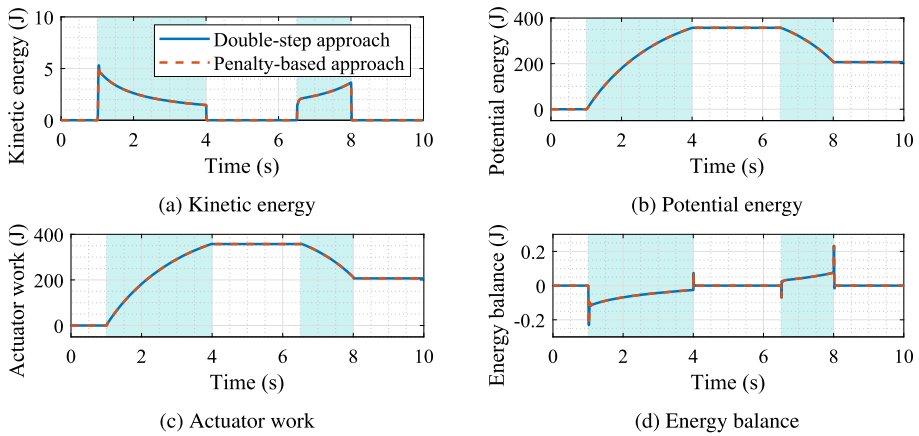 Kinetic energy (J)
10
5
0
0 2 4 6 8 10
Time (s)
Double-step approach
Penalty-based approach
(a) Kinetic energy
Potential energy (J)
400
200
0
0 2 4 6 8 10
Time (s)
(b) Potential energy
Actuator work (J)
400
200
0
0 2 4 6 8 10
Time (s)
(c) Actuator work
Energy balance (J)
0.2
0
-0.2
0 2 4 6 8 10
Time (s)
(d) Energy balance